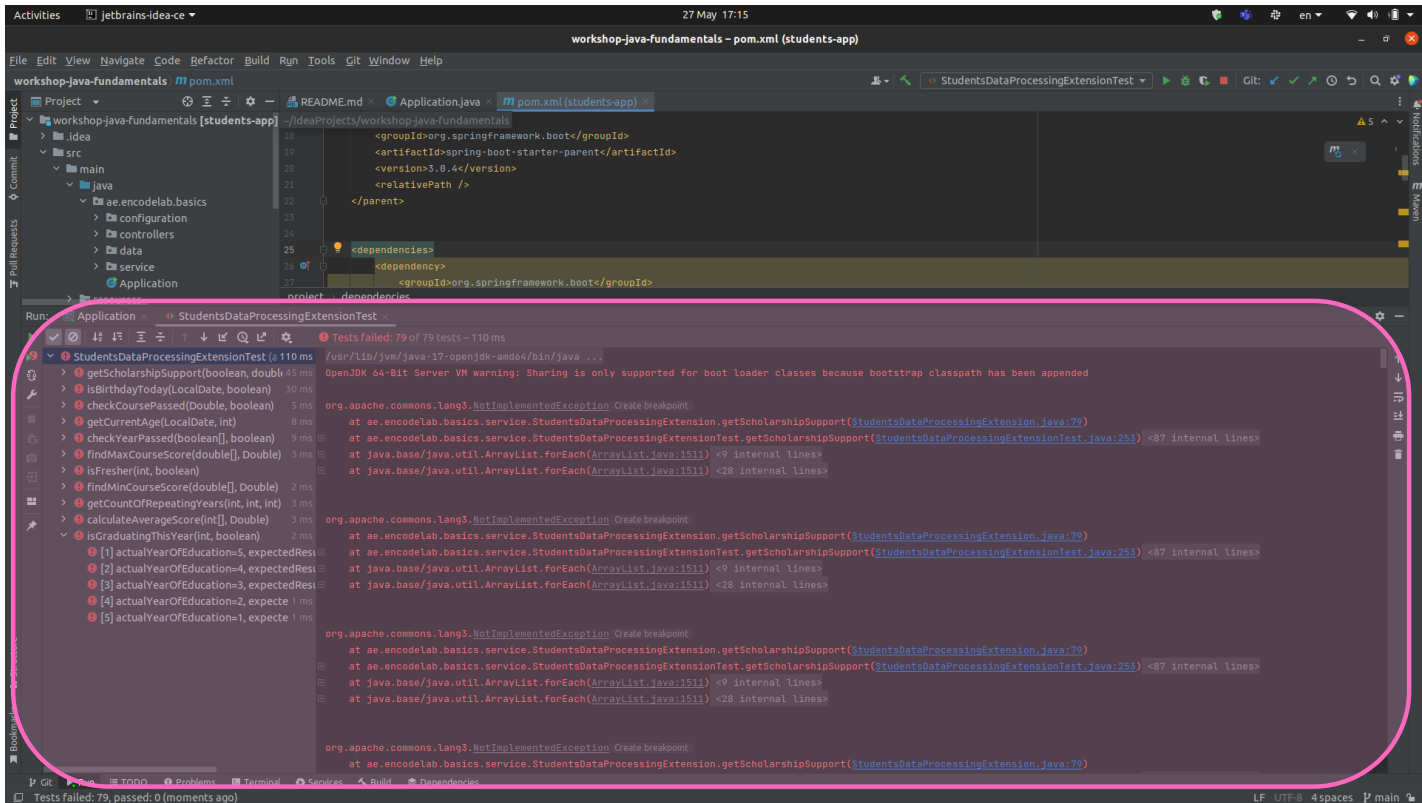 Activities jetbrains-idea-ce 27 May 17:15 en
workshop-java-fundamentals – pom.xml (students-app)
File Edit View Navigate Code Refactor Build Run Tools Git Window Help
workshop-java-fundamentals m pom.xml StudentsDataProcessingExtensionTest Git:
Project README.md Application.java m pom.xml (students-app)
workshop-java-fundamentals [students-app] ~/IdeaProjects/workshop-java-fundamentals 5
.idea
src
main
java
ae.encodelab.basics
configuration
controllers
data
service
Application
resources
18 <groupId>org.springframework.boot</groupId>
19 <artifactId>spring-boot-starter-parent</artifactId>
20 <version>3.0.4</version>
21 <relativePath />
22 </parent>
23
24
25 <dependencies>
26 <dependency>
27 <groupId>org.springframework.boot</groupId>
project dependencies
Project
Commit
Pull Requests
Bookmarks
Notifications
Maven
Run: Application StudentsDataProcessingExtensionTest
Tests failed: 79 of 79 tests – 110 ms
StudentsDataProcessingExtensionTest (a 110 ms
getScholarshipSupport(boolean, double 45 ms
isBirthdayToday(LocalDate, boolean) 30 ms
checkCoursePassed(Double, boolean) 5 ms
getCurrentAge(LocalDate, int) 8 ms
checkYearPassed(boolean[], boolean) 9 ms
findMaxCourseScore(double[], Double) 3 ms
isFresher(int, boolean)
findMinCourseScore(double[], Double) 2 ms
getCountOfRepeatingYears(int, int, int) 3 ms
calculateAverageScore(int[], Double) 3 ms
isGraduatingThisYear(int, boolean) 2 ms
[1] actualYearOfEducation=5, expectedResu
[2] actualYearOfEducation=4, expectedResu
[3] actualYearOfEducation=3, expectedResu
[4] actualYearOfEducation=2, expecte 1 ms
[5] actualYearOfEducation=1, expecte 1 ms
/usr/lib/jvm/java-17-openjdk-amd64/bin/java ...
OpenJDK 64-Bit Server VM warning: Sharing is only supported for boot loader classes because bootstrap classpath has been appended
org.apache.commons.lang3.NotImplementedException Create breakpoint
at ae.encodelab.basics.service.StudentsDataProcessingExtension.getScholarshipSupport(StudentsDataProcessingExtension.java:79)
at ae.encodelab.basics.service.StudentsDataProcessingExtensionTest.getScholarshipSupport(StudentsDataProcessingExtensionTest.java:253) <87 internal lines>
at java.base/java.util.ArrayList.forEach(ArrayList.java:1511) <9 internal lines>
at java.base/java.util.ArrayList.forEach(ArrayList.java:1511) <28 internal lines>
org.apache.commons.lang3.NotImplementedException Create breakpoint
at ae.encodelab.basics.service.StudentsDataProcessingExtension.getScholarshipSupport(StudentsDataProcessingExtension.java:79)
at ae.encodelab.basics.service.StudentsDataProcessingExtensionTest.getScholarshipSupport(StudentsDataProcessingExtensionTest.java:253) <87 internal lines>
at java.base/java.util.ArrayList.forEach(ArrayList.java:1511) <9 internal lines>
at java.base/java.util.ArrayList.forEach(ArrayList.java:1511) <28 internal lines>
org.apache.commons.lang3.NotImplementedException Create breakpoint
at ae.encodelab.basics.service.StudentsDataProcessingExtension.getScholarshipSupport(StudentsDataProcessingExtension.java:79)
at ae.encodelab.basics.service.StudentsDataProcessingExtensionTest.getScholarshipSupport(StudentsDataProcessingExtensionTest.java:253) <87 internal lines>
at java.base/java.util.ArrayList.forEach(ArrayList.java:1511) <9 internal lines>
at java.base/java.util.ArrayList.forEach(ArrayList.java:1511) <28 internal lines>
org.apache.commons.lang3.NotImplementedException Create breakpoint
at ae.encodelab.basics.service.StudentsDataProcessingExtension.getScholarshipSupport(StudentsDataProcessingExtension.java:79)
Git Run TODO Problems Terminal Services Build Dependencies
Tests failed: 79, passed: 0 (moments ago) LF UTF-8 4 spaces main